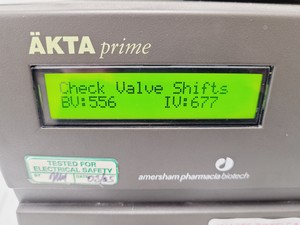 ÄKTA prime
Check Valve Shifts
BV:556 IV:677
TESTED FOR
ELECTRICAL SAFETY
amersham pharmacia biotech